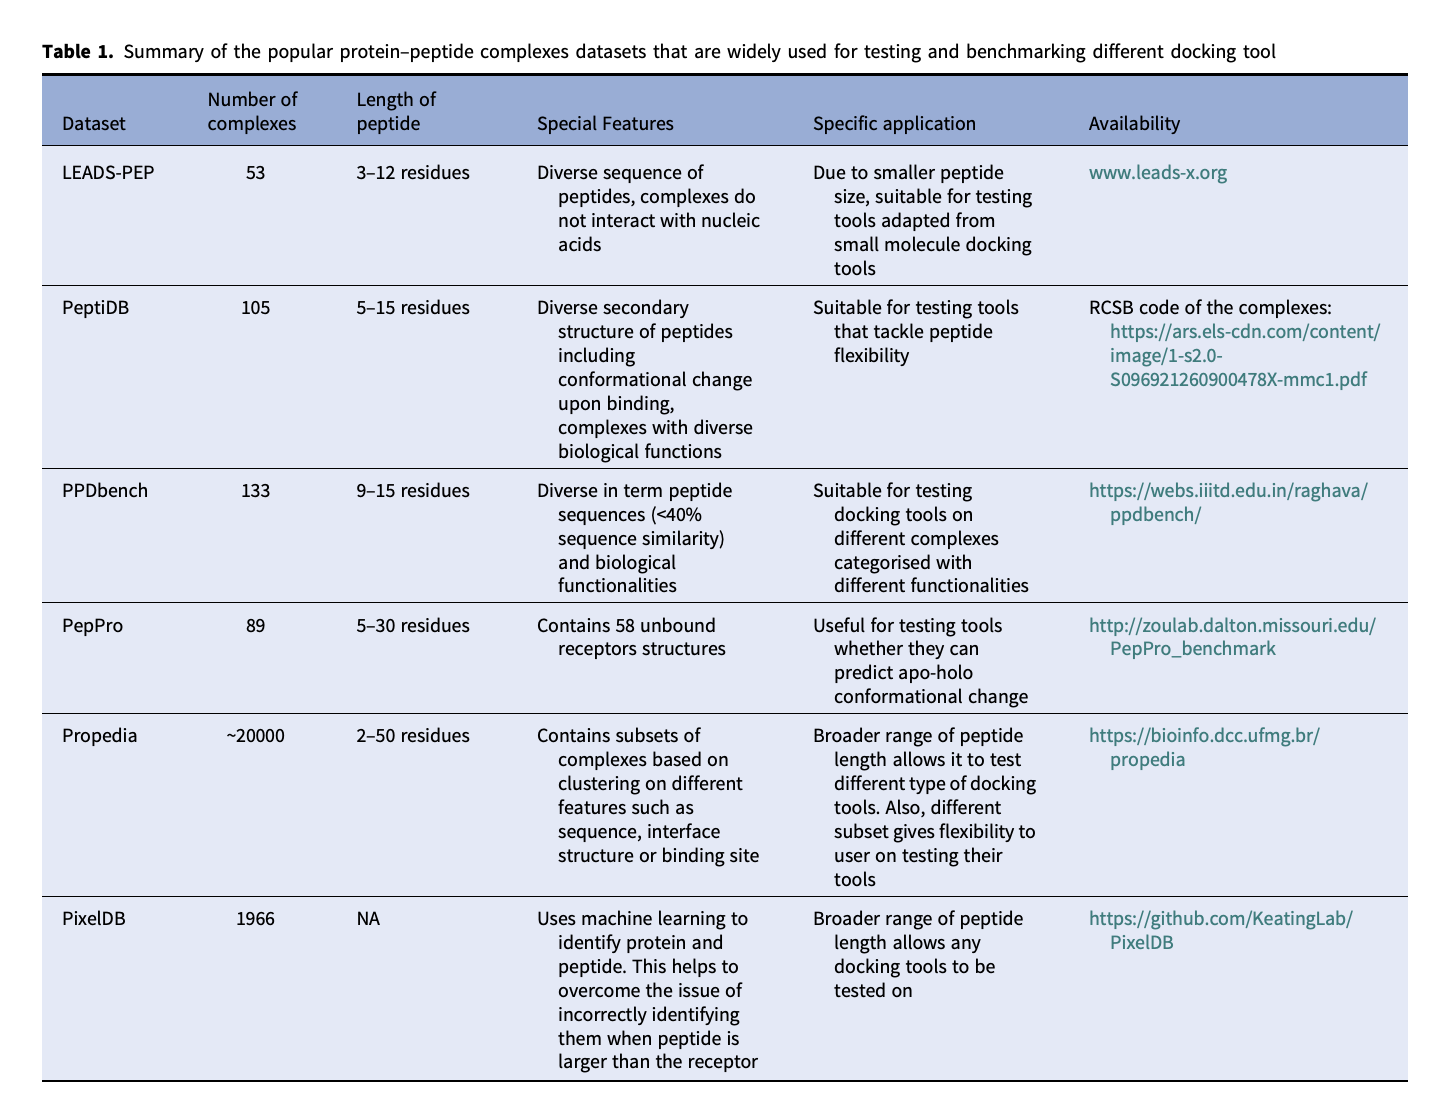 Table 1. Summary of the popular protein–peptide complexes datasets that are widely used for testing and benchmarking different docking tool
Dataset
Number of
complexes
Length of
peptide
Special Features
Specific application
Availability
LEADS-PEP
53
3–12 residues
Diverse sequence of
peptides, complexes do
not interact with nucleic
acids
Due to smaller peptide
size, suitable for testing
tools adapted from
small molecule docking
tools
www.leads-x.org
PeptiDB
105
5–15 residues
Diverse secondary
structure of peptides
including
conformational change
upon binding,
complexes with diverse
biological functions
Suitable for testing tools
that tackle peptide
flexibility
RCSB code of the complexes:
https://ars.els-cdn.com/content/
image/1-s2.0-
S096921260900478X-mmc1.pdf
PPDbench
133
9–15 residues
Diverse in term peptide
sequences (<40%
sequence similarity)
and biological
functionalities
Suitable for testing
docking tools on
different complexes
categorised with
different functionalities
https://webs.iiitd.edu.in/raghava/
ppdbench/
PepPro
89
5–30 residues
Contains 58 unbound
receptors structures
Useful for testing tools
whether they can
predict apo-holo
conformational change
http://zoulab.dalton.missouri.edu/
PepPro_benchmark
Propedia
~20000
2–50 residues
Contains subsets of
complexes based on
clustering on different
features such as
sequence, interface
structure or binding site
Broader range of peptide
length allows it to test
different type of docking
tools. Also, different
subset gives flexibility to
user on testing their
tools
https://bioinfo.dcc.ufmg.br/
propedia
PixelDB
1966
NA
Uses machine learning to
identify protein and
peptide. This helps to
overcome the issue of
incorrectly identifying
them when peptide is
larger than the receptor
Broader range of peptide
length allows any
docking tools to be
tested on
https://github.com/KeatingLab/
PixelDB